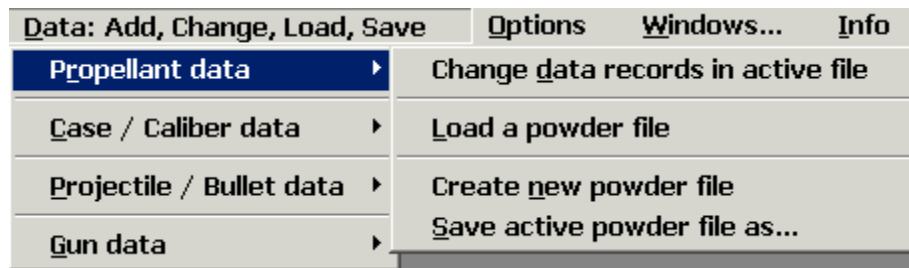 Data: Add, Change, Load, Save Options Windows... Info
Propellant data
Case / Caliber data
Projectile / Bullet data
Gun data
Change data records in active file
Load a powder file
Create new powder file
Save active powder file as...